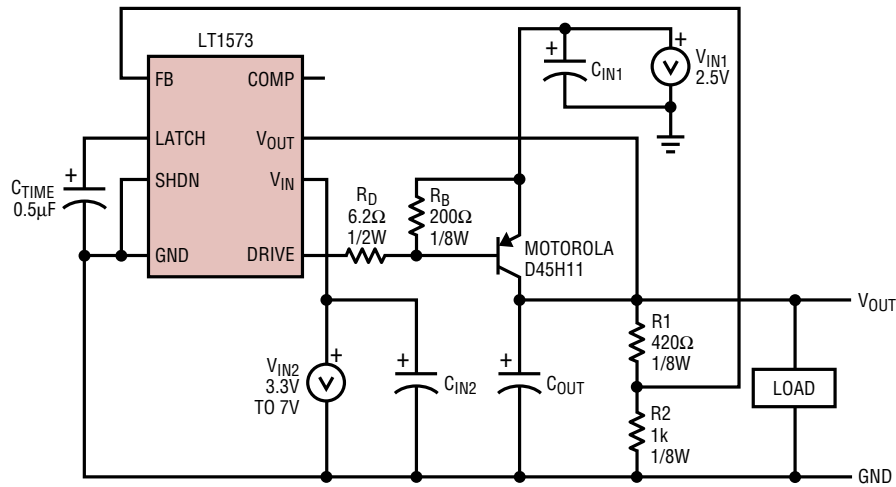 LT1573
FB
COMP
LATCH
VOUT
SHDN
VIN
GND
DRIVE
+
CTIME
0.5µF
RD
6.2Ω
1/2W
RB
200Ω
1/8W
+
CIN1
+
V
VIN1
2.5V
MOTOROLA
D45H11
VOUT
+
V
VIN2
3.3V
TO 7V
+
CIN2
+
COUT
R1
420Ω
1/8W
R2
1k
1/8W
LOAD
GND